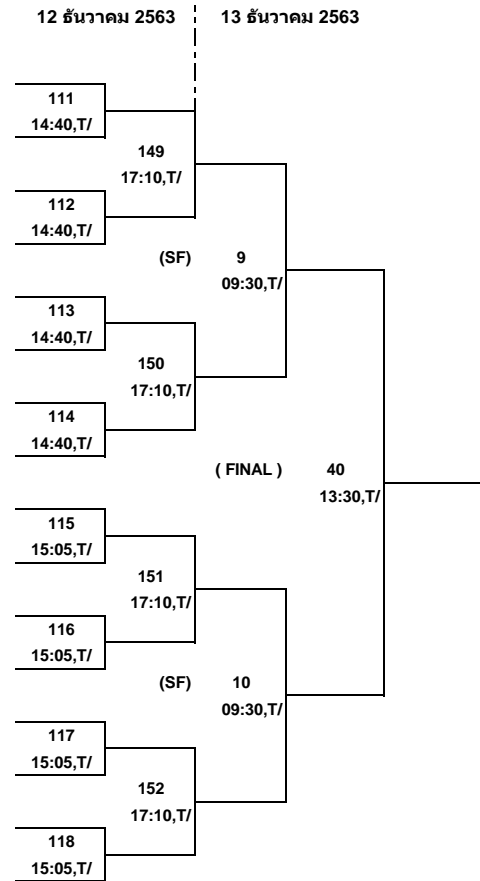 12 ธันวาคม 2563 13 ธันวาคม 2563
111
14:40,T/
149
17:10,T/
112
14:40,T/
(SF) 9
09:30,T/
113
14:40,T/
150
17:10,T/
114
14:40,T/
( FINAL ) 40
13:30,T/
115
15:05,T/
151
17:10,T/
116
15:05,T/
(SF) 10
09:30,T/
117
15:05,T/
152
17:10,T/
118
15:05,T/